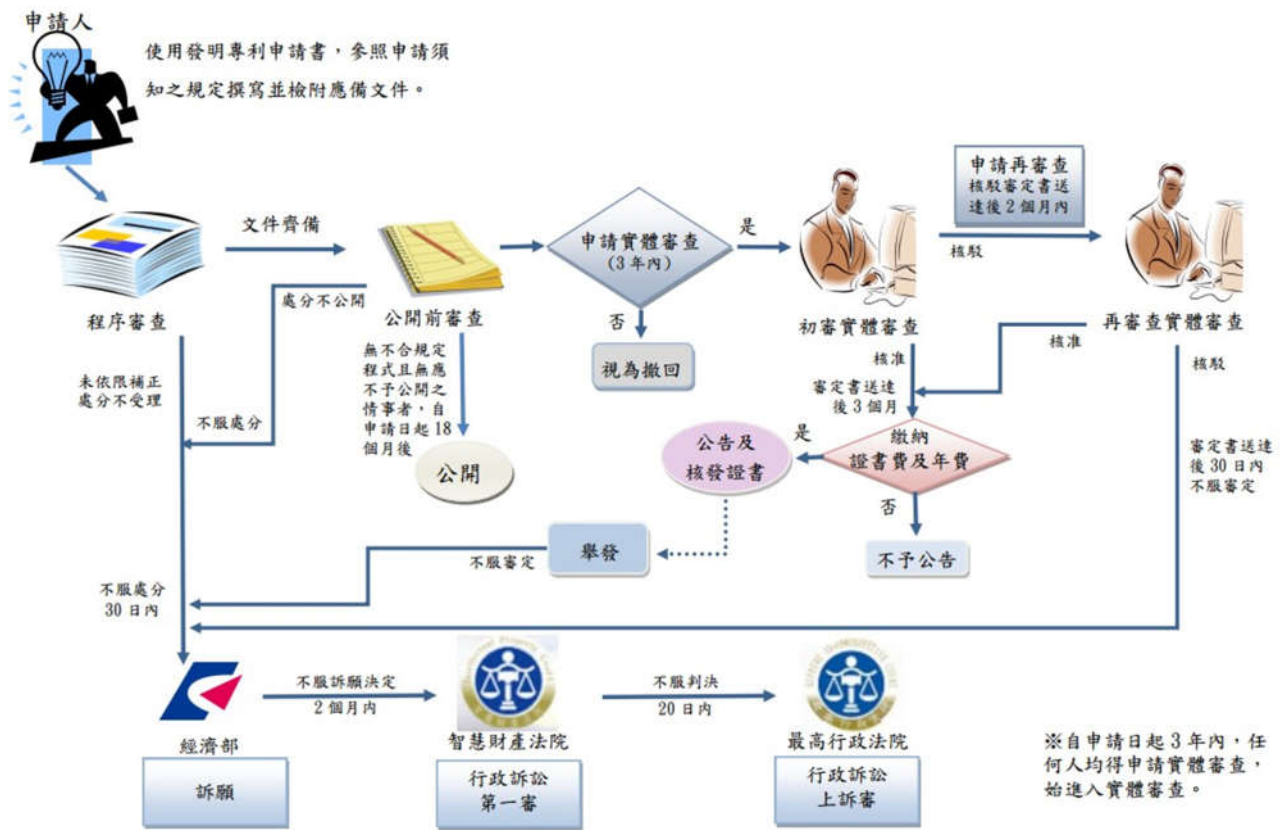 申請人
使用發明專利申請書，參照申請須
知之規定撰寫並檢附應備文件。
文件齊備
程序審查
公開前審查
處分不公開
申請實體審查
(3 年內)
是
否
視為撤回
初審實體審查
申請再審查
核駁審定書送
達後 2 個月內
核駁
再審查實體審查
未依限補正
處分不受理
不服處分
無不合規定
程式且無應
不予公開之
情事者，自
申請日起 18
個月後
公開
核准
審定書送達
後 3 個月
核准
核駁
繳納
證書費及年費
是
公告及
核發證書
否
不予公告
審定書送達
後 30 日內
不服審定
舉發
不服審定
不服處分
30 日內
經濟部
訴願
不服訴願決定
2 個月內
智慧財產法院
行政訴訟
第一審
不服判決
20 日內
最高行政法院
行政訴訟
上訴審
※自申請日起 3 年內，任
何人均得申請實體審查，
始進入實體審查。